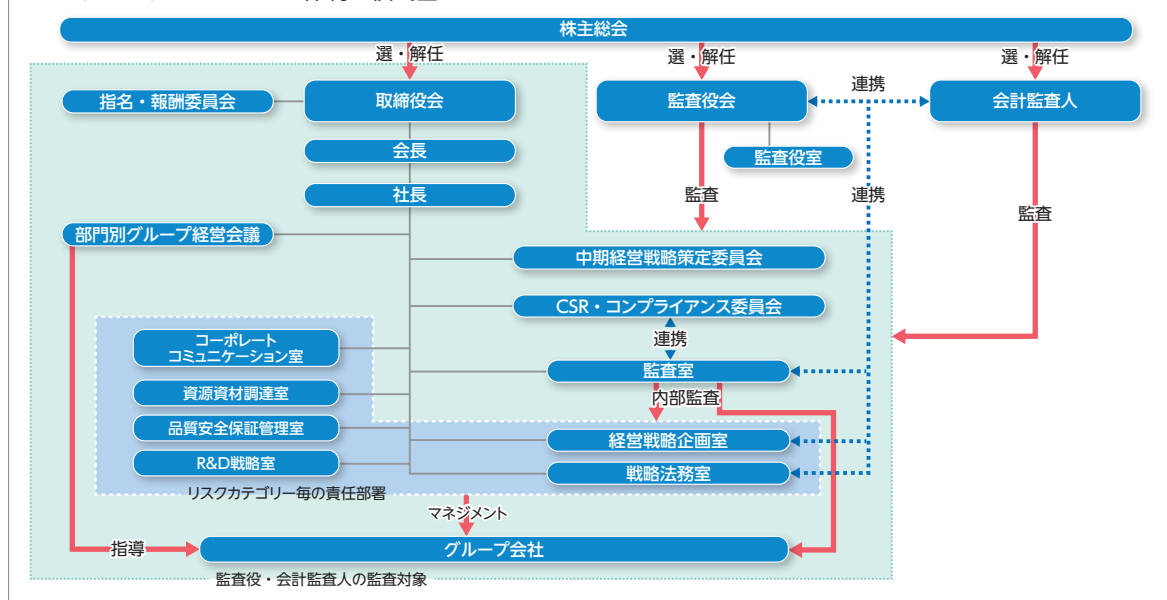 株主総会
選・解任
選・解任
選・解任
指名・報酬委員会
取締役会
監査役会
連携
会計監査人
会長
監査役室
社長
監査
連携
監査
部門別グループ経営会議
中期経営戦略策定委員会
CSR・コンプライアンス委員会
連携
コーポレート
コミュニケーション室
監査室
資源資材調達室
内部監査
品質安全保証管理室
経営戦略企画室
R&D戦略室
戦略法務室
リスクカテゴリー毎の責任部署
マネジメント
指導
グループ会社
監査役・会計監査人の監査対象